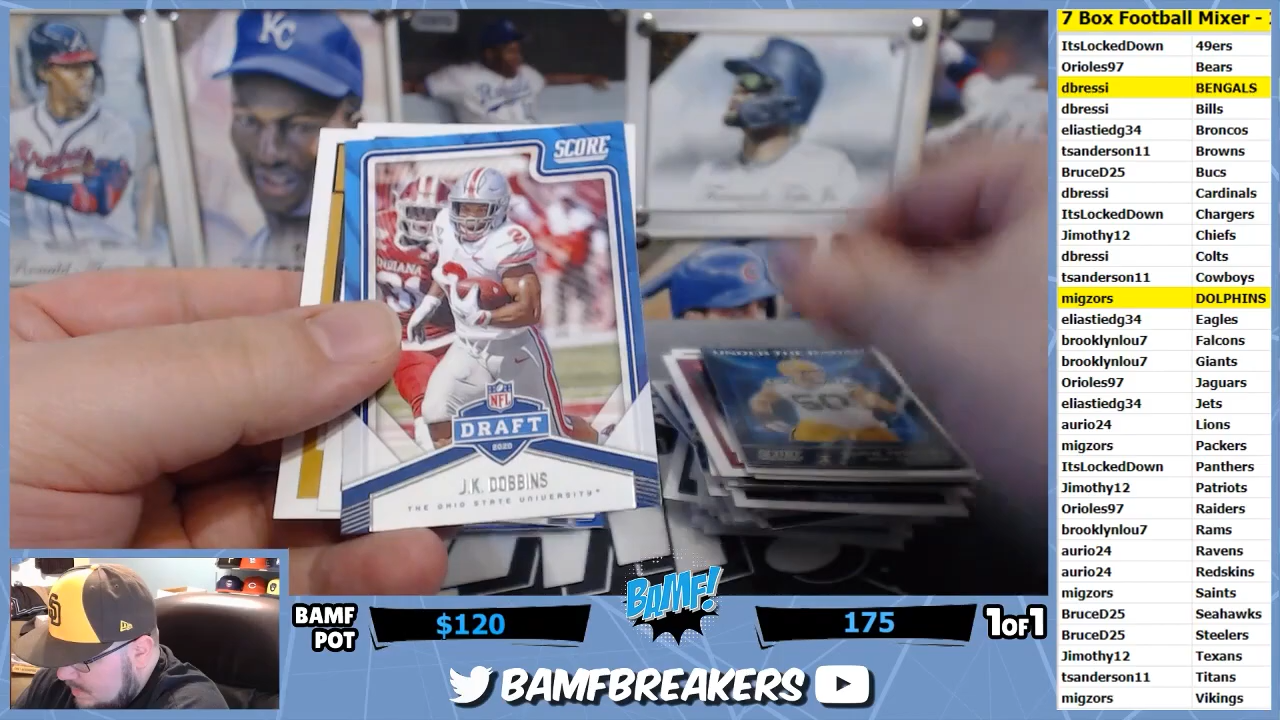 7 Box Football Mixer -
ItsLockedDown 49ers
Orioles97 Bears
dbressi BENGALS
dbressi Bills
eliastiedg34 Broncos
tsanderson11 Browns
BruceD25 Bucs
dbressi Cardinals
ItsLockedDown Chargers
Jimothy12 Chiefs
dbressi Colts
tsanderson11 Cowboys
migzors DOLPHINS
eliastiedg34 Eagles
brooklynlou7 Falcons
brooklynlou7 Giants
Orioles97 Jaguars
eliastiedg34 Jets
aurio24 Lions
migzors Packers
ItsLockedDown Panthers
Jimothy12 Patriots
Orioles97 Raiders
brooklynlou7 Rams
aurio24 Ravens
aurio24 Redskins
migzors Saints
BruceD25 Seahawks
BruceD25 Steelers
Jimothy12 Texans
tsanderson11 Titans
migzors Vikings
KC
SCORE
INDIANA
2
NFL
DRAFT
2020
J.K. DOBBINS
THE OHIO STATE UNIVERSITY
BAMF POT
$120
BAMF!
175
1OF1
BAMFBREAKERS